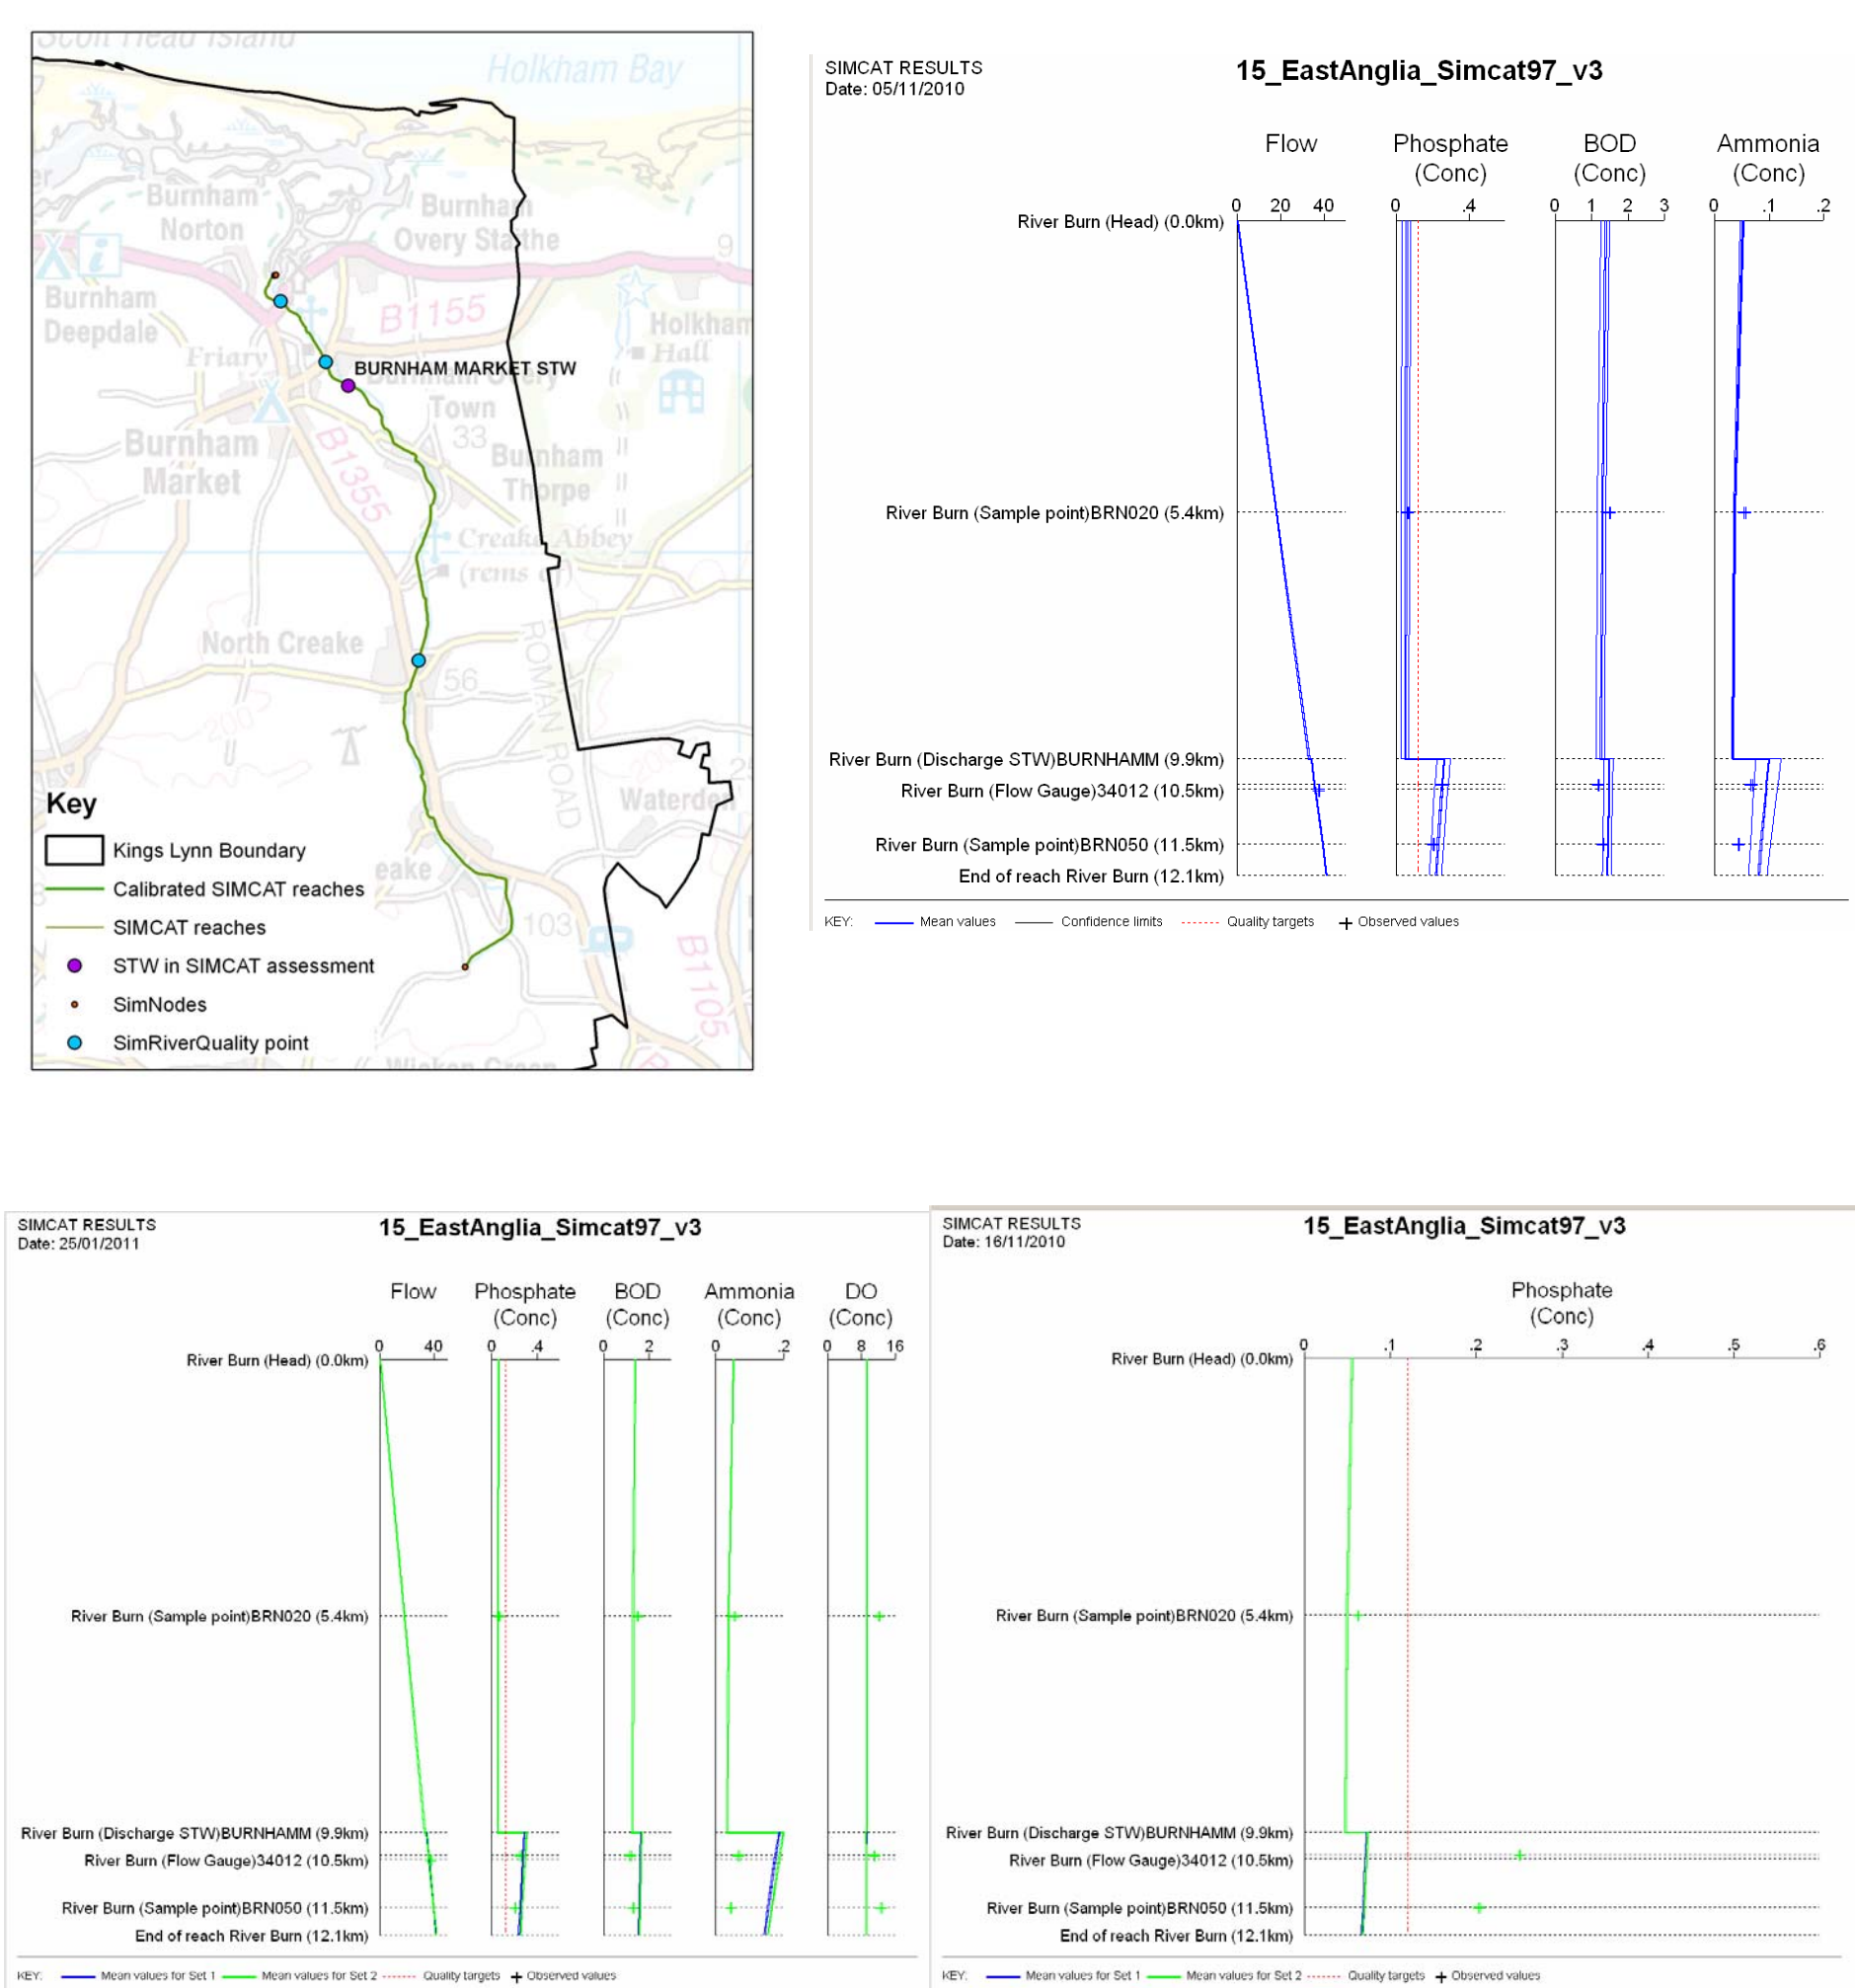 Scolt Head Island
Holkham Bay
Burnham
Norton
Burnham
Overy Staithe
9
Burnham
Deepdale
B1155
Holkham
Hall
Friary
BURNHAM MARKET STW
Burnham Overy
Town
33
Burnham
Market
B1355
Burnham
Thorpe
Creake Abbey
(rems of)
North Creake
56
ROMAN ROAD
200
Waterden
eake
103
B1105
Wicken Green
Key
Kings Lynn Boundary
Calibrated SIMCAT reaches
SIMCAT reaches
STW in SIMCAT assessment
SimNodes
SimRiverQuality point
SIMCAT RESULTS
Date: 05/11/2010
15_EastAnglia_Simcat97_v3
Flow Phosphate BOD Ammonia
(Conc) (Conc) (Conc)
0 20 40 0 .4 0 1 2 3 0 .1 .2
River Burn (Head) (0.0km)
River Burn (Sample point)BRN020 (5.4km)
River Burn (Discharge STW)BURNHAMM (9.9km)
River Burn (Flow Gauge)34012 (10.5km)
River Burn (Sample point)BRN050 (11.5km)
End of reach River Burn (12.1km)
KEY: Mean values Confidence limits Quality targets Observed values
SIMCAT RESULTS
Date: 25/01/2011
15_EastAnglia_Simcat97_v3
Flow Phosphate BOD Ammonia DO
(Conc) (Conc) (Conc) (Conc)
0 40 0 .4 0 2 0 .2 0 8 16
River Burn (Head) (0.0km)
River Burn (Sample point)BRN020 (5.4km)
River Burn (Discharge STW)BURNHAMM (9.9km)
River Burn (Flow Gauge)34012 (10.5km)
River Burn (Sample point)BRN050 (11.5km)
End of reach River Burn (12.1km)
KEY: Mean values for Set 1 Mean values for Set 2 Quality targets Observed values
SIMCAT RESULTS
Date: 16/11/2010
15_EastAnglia_Simcat97_v3
Phosphate
(Conc)
0 .1 .2 .3 .4 .5 .6
River Burn (Head) (0.0km)
River Burn (Sample point)BRN020 (5.4km)
River Burn (Discharge STW)BURNHAMM (9.9km)
River Burn (Flow Gauge)34012 (10.5km)
River Burn (Sample point)BRN050 (11.5km)
End of reach River Burn (12.1km)
KEY: Mean values for Set 1 Mean values for Set 2 Quality targets Observed values